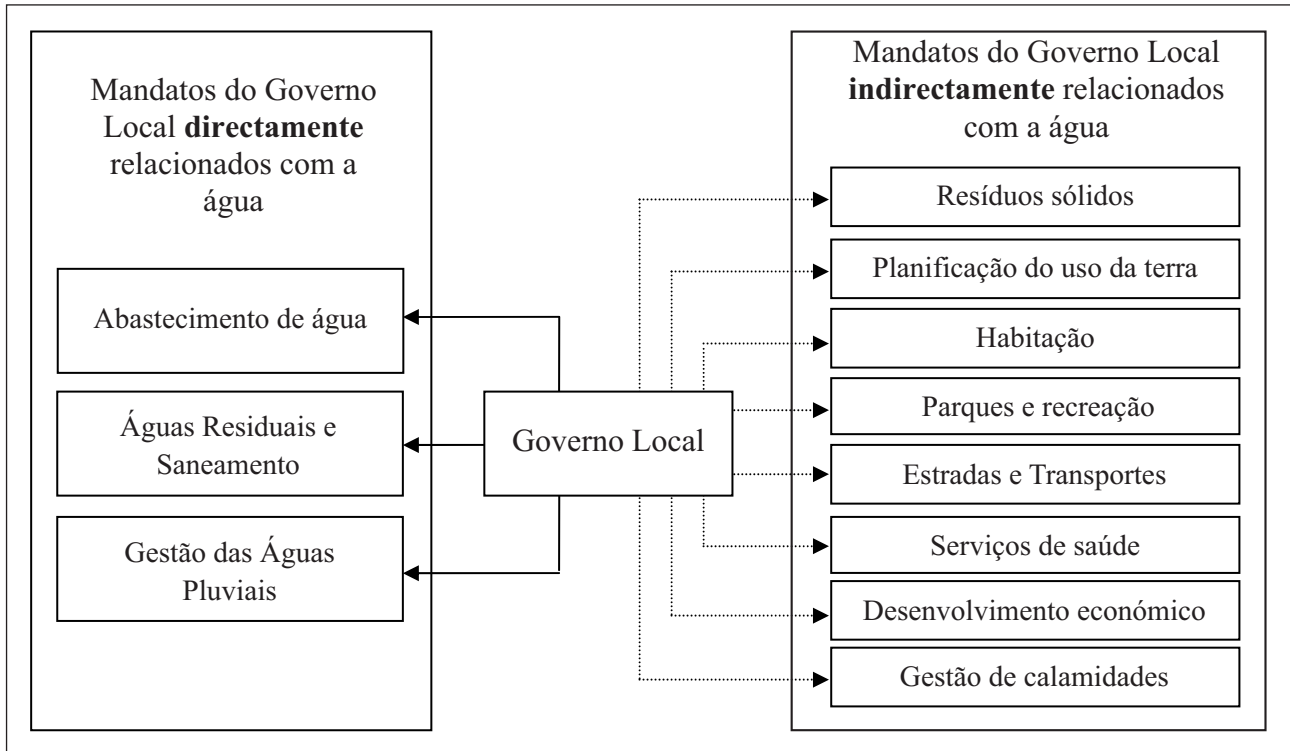 Mandatos do Governo
Local directamente
relacionados com a
água
Abastecimento de água
Águas Residuais e
Saneamento
Gestão das Águas
Pluviais
Governo Local
Mandatos do Governo Local
indirectamente relacionados
com a água
Resíduos sólidos
Planificação do uso da terra
Habitação
Parques e recreação
Estradas e Transportes
Serviços de saúde
Desenvolvimento económico
Gestão de calamidades